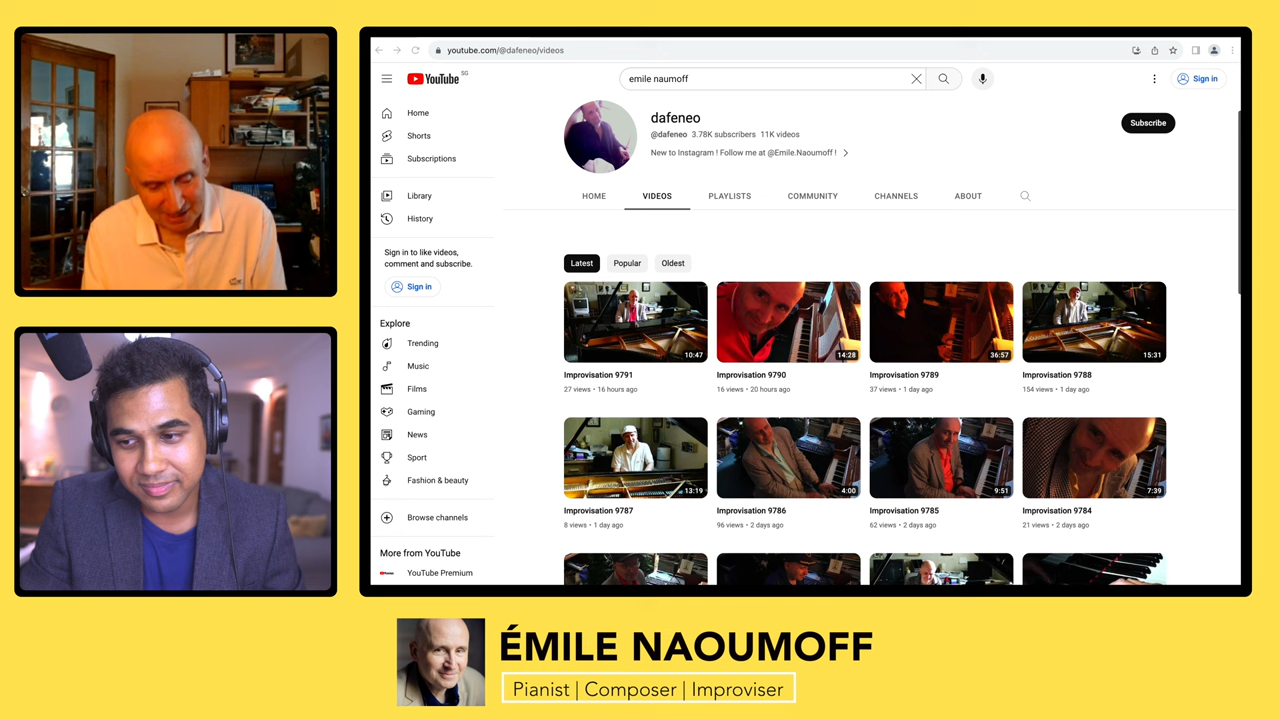 youtube.com/@dafeneo/videos
YouTube SG
emile naumoff
Sign in
Home
Shorts
Subscriptions
Library
History
Sign in to like videos,
comment and subscribe.
Sign in
Explore
Trending
Music
Films
Gaming
News
Sport
Fashion & beauty
Browse channels
More from YouTube
YouTube Premium
dafeneo
@dafeneo 3.78K subscribers 11K videos
New to Instagram ! Follow me at @Emile.Naoumoff !
Subscribe
HOME VIDEOS PLAYLISTS COMMUNITY CHANNELS ABOUT
Latest Popular Oldest
10:47 14:28 36:57 15:31
Improvisation 9791 Improvisation 9790 Improvisation 9789 Improvisation 9788
27 views • 16 hours ago 16 views • 20 hours ago 37 views • 1 day ago 154 views • 1 day ago
13:19 4:00 9:51 7:39
Improvisation 9787 Improvisation 9786 Improvisation 9785 Improvisation 9784
8 views • 1 day ago 96 views • 2 days ago 62 views • 2 days ago 21 views • 2 days ago
ÉMILE NAOUMOFF
Pianist | Composer | Improviser